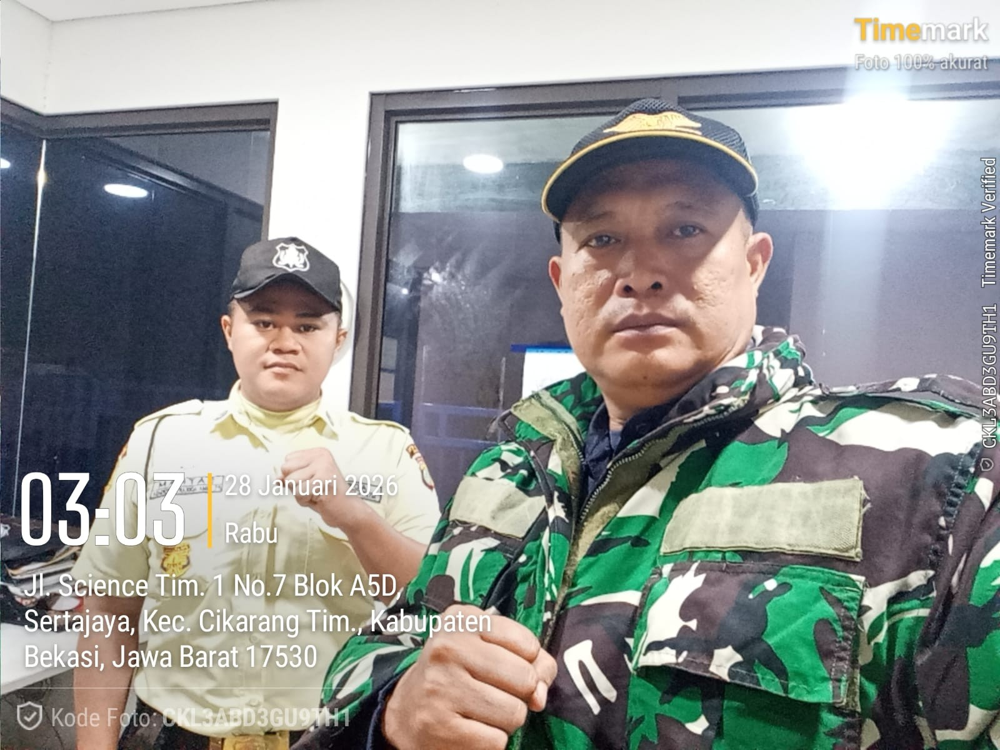 Timemark
Foto 100% akurat
03:03
28 Januari 2026
Rabu
Jl. Science Tim. 1 No.7 Blok A5D,
Sertajaya, Kec. Cikarang Tim., Kabupaten
Bekasi, Jawa Barat 17530
Kode Foto: CKL3ABD3GU9TH1
CKL3ABD3GU9TH1 Timemark Verified